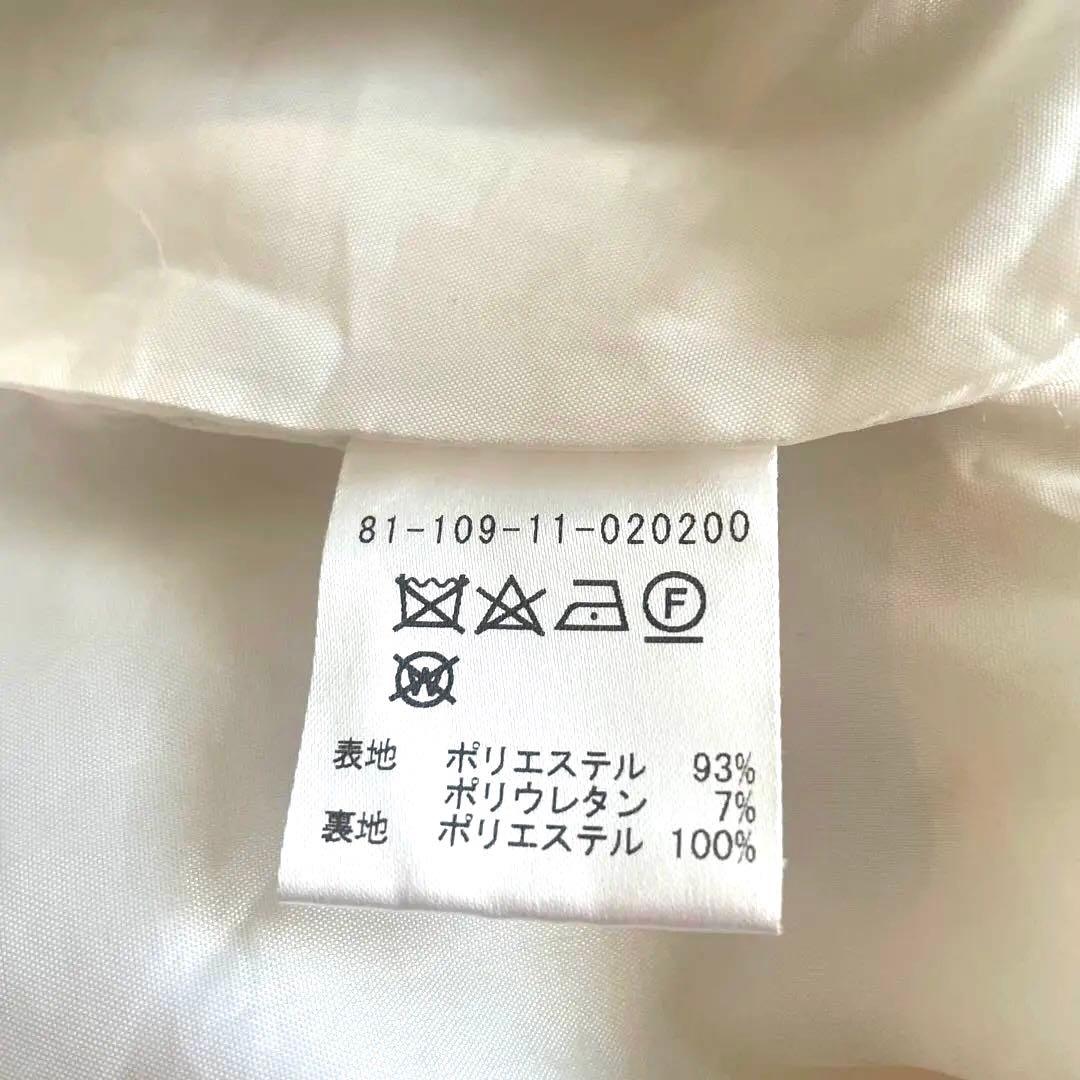 81-109-11-020200
F
W
表地 ポリエステル 93%
ポリウレタン 7%
裏地 ポリエステル 100%